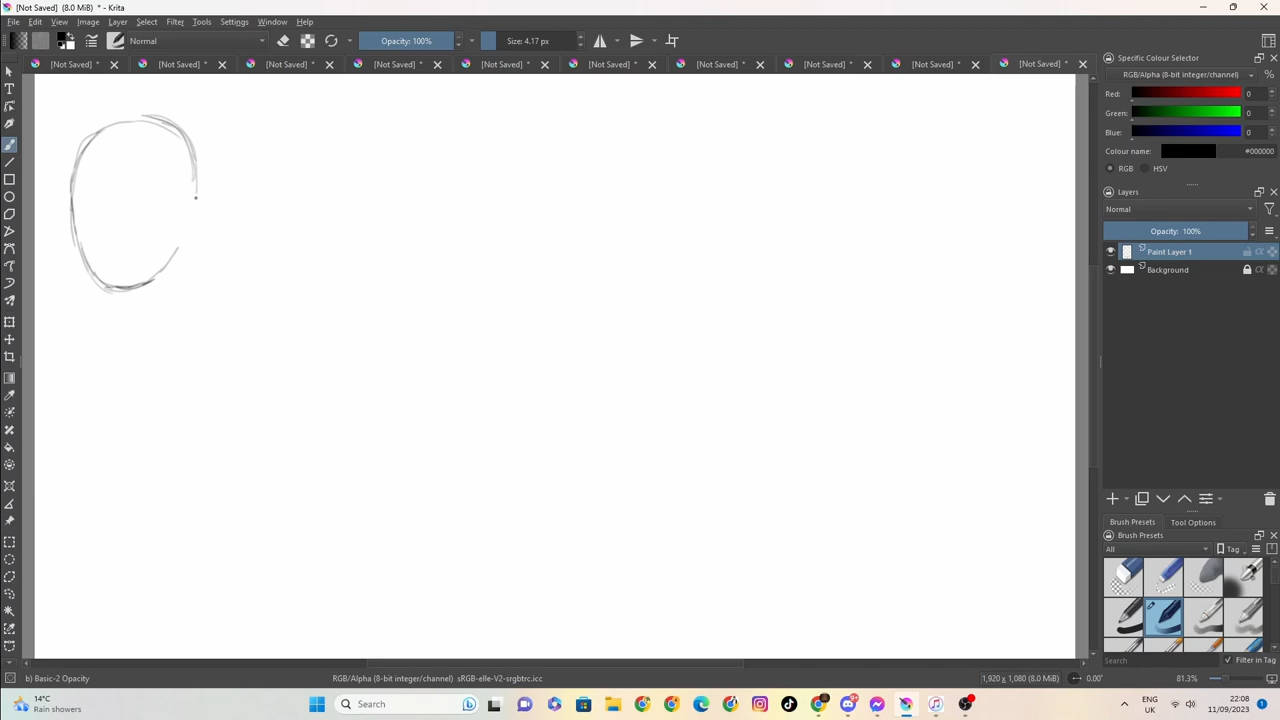 [Not Saved] (8.0 MiB) * - Krita
File Edit View Image Layer Select Filter Tools Settings Window Help
Normal Opacity: 100% Size: 4.17 px
[Not Saved] * [Not Saved] * [Not Saved] * [Not Saved] * [Not Saved] * [Not Saved] * [Not Saved] * [Not Saved] * [Not Saved] * [Not Saved] *
Specific Colour Selector
RGB/Alpha (8-bit integer/channel) %
Red: 0
Green: 0
Blue: 0
Colour name: #000000
RGB HSV
Layers
Normal
Opacity: 100%
Paint Layer 1
Background
Brush Presets Tool Options
Brush Presets
All Tag
Search Filter in Tag
b) Basic-2 Opacity RGB/Alpha (8-bit integer/channel) sRGB-elle-V2-srgbtrc.icc 1,920 x 1,080 (8.0 MiB) 0.00° 81.3%
14°C
Rain showers
Search
ENG
UK
22:08
11/09/2023
1